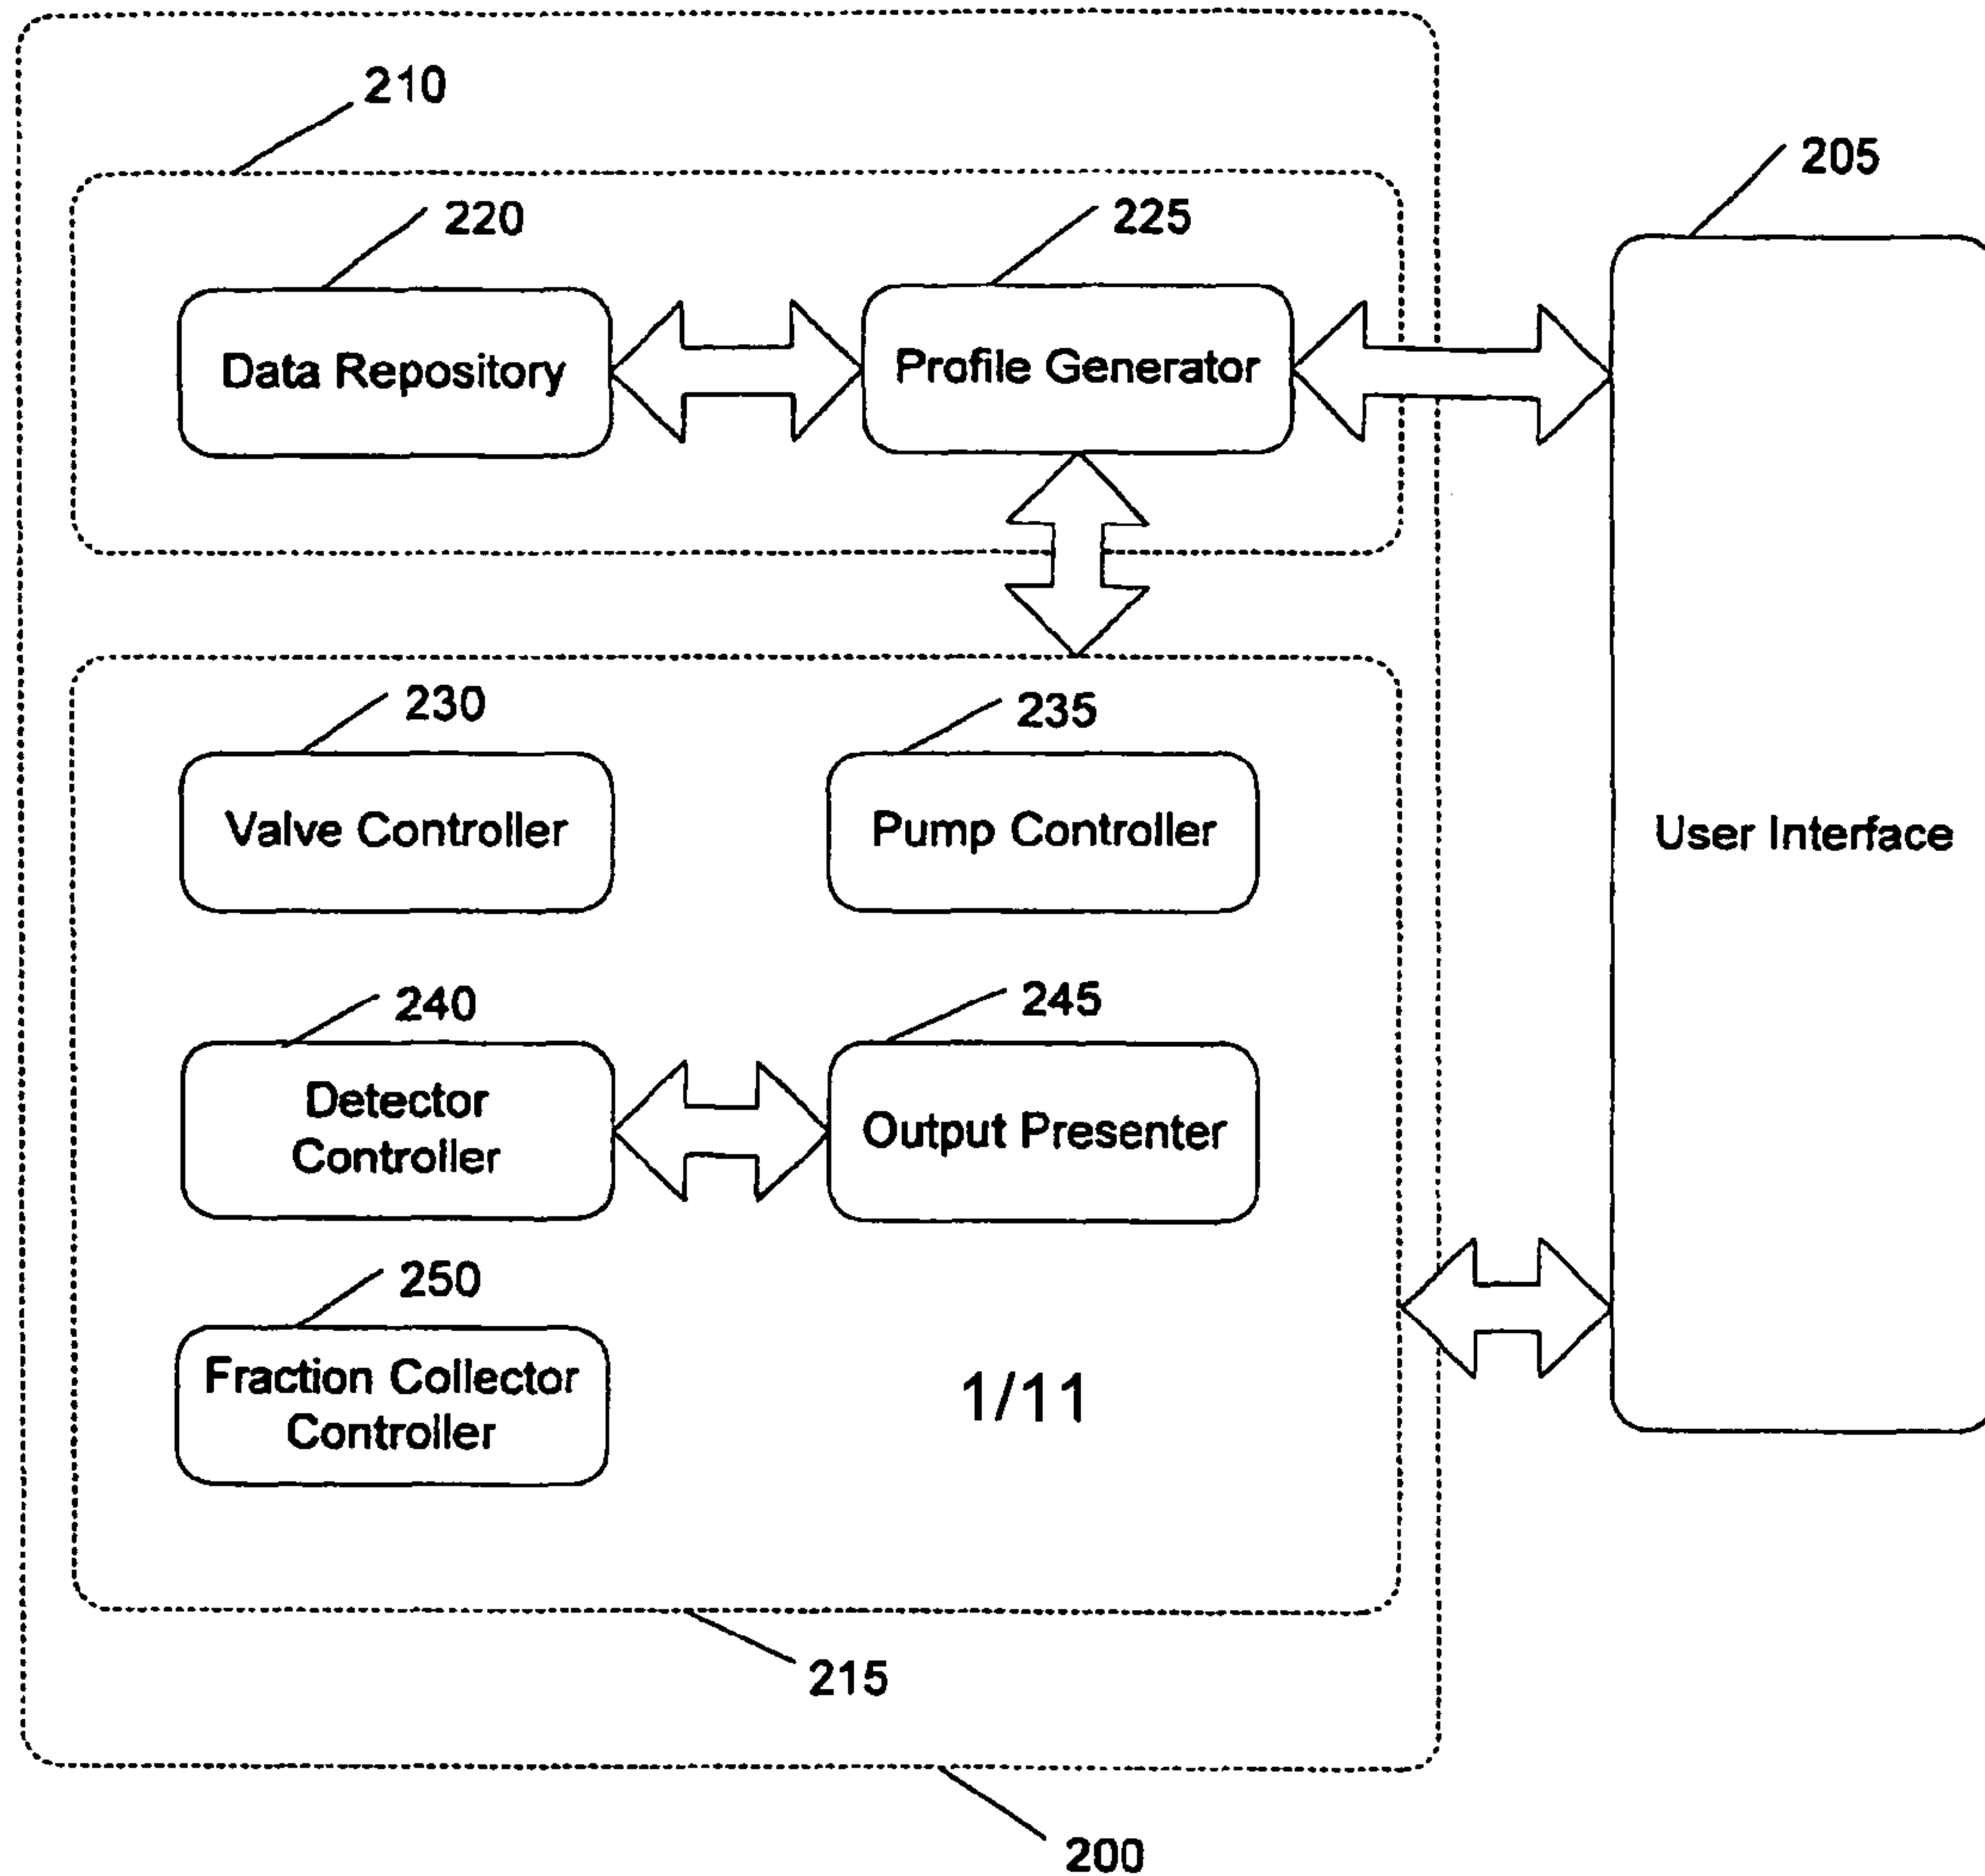 210
205
220
225
Data Repository
Profile Generator
230
235
Valve Controller
Pump Controller
User Interface
240
245
Detector
Controller
Output Presenter
250
Fraction Collector
Controller
1/11
215
200